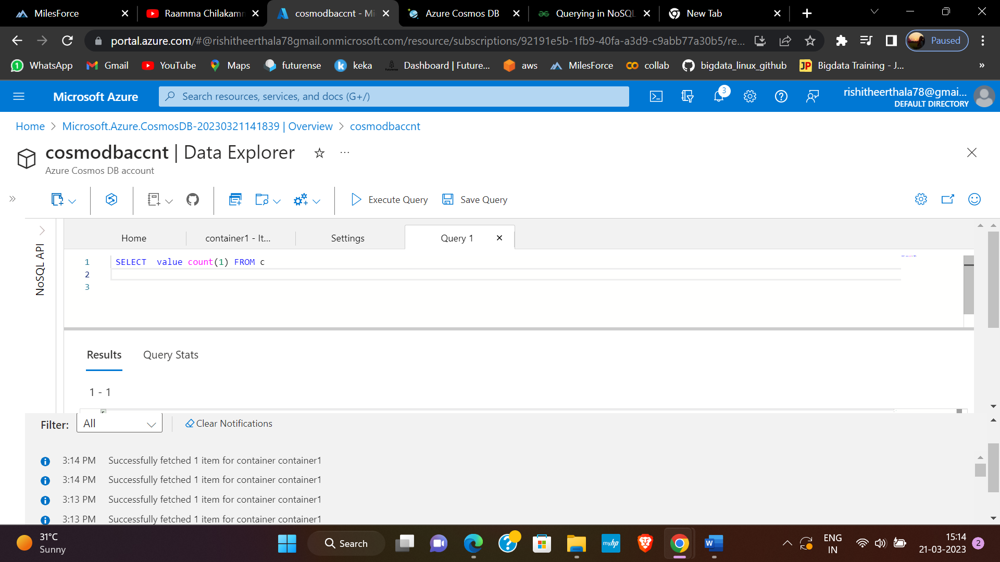 MilesForce
Raamma Chilakamm
cosmodbaccnt - Mi
Azure Cosmos DB
Querying in NoSQL
New Tab
portal.azure.com/#@rishitheerthala78gmail.onmicrosoft.com/resource/subscriptions/92191e5b-1fb9-40fa-a3d9-c9abb77a30b5/re...
Paused
WhatsApp
Gmail
YouTube
Maps
futurense
keka
Dashboard | Future...
aws
MilesForce
collab
bigdata_linux_github
Bigdata Training - J...
»
Microsoft Azure
Search resources, services, and docs (G+/)
3
rishitheerthala78@gmai...
DEFAULT DIRECTORY
Home > Microsoft.Azure.CosmosDB-20230321141839 | Overview > cosmodbaccnt
cosmodbaccnt | Data Explorer
Azure Cosmos DB account
Execute Query
Save Query
NoSQL API
Home
container1 - It...
Settings
Query 1
1 SELECT  value count(1) FROM c
2
3
Results
Query Stats
1 - 1
Filter:
All
Clear Notifications
3:14 PM Successfully fetched 1 item for container container1
3:14 PM Successfully fetched 1 item for container container1
3:13 PM Successfully fetched 1 item for container container1
3:13 PM Successfully fetched 1 item for container container1
31°C
Sunny
Search
myhp
ENG
IN
15:14
21-03-2023
2